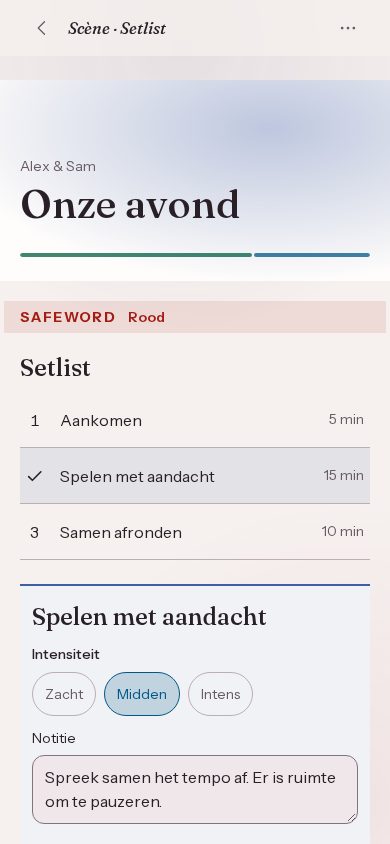 Scène · Setlist
Alex & Sam
Onze avond
SAFEWORD Rood
Setlist
1 Aankomen 5 min
Spelen met aandacht 15 min
3 Samen afronden 10 min
Spelen met aandacht
Intensiteit
Zacht Midden Intens
Notitie
Spreek samen het tempo af. Er is ruimte
om te pauzeren.